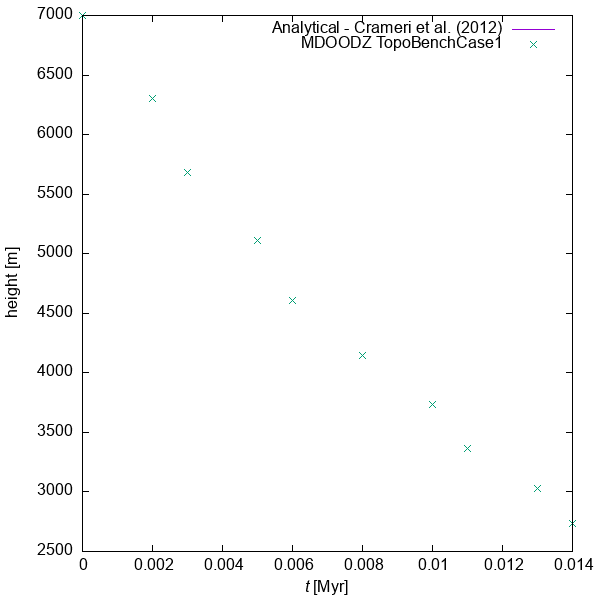 Analytical - Crameri et al. (2012)
MDOODZ TopoBenchCase1
7000
6500
6000
5500
5000
4500
4000
3500
3000
2500
height [m]
0 0.002 0.004 0.006 0.008 0.01 0.012 0.014
t [Myr]